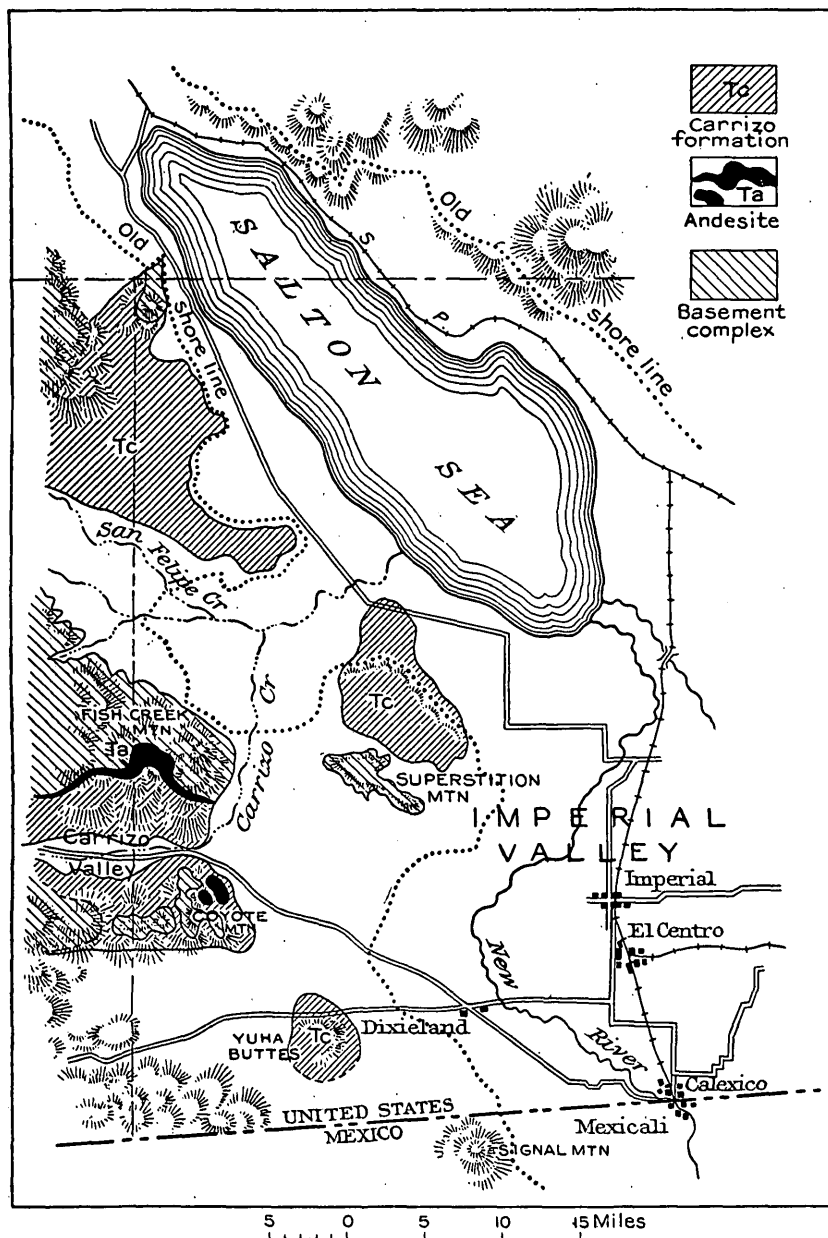 Tc
Carrizo
formation
Ta
Andesite
Basement
complex
Old
shore line
Old
shore line
S.
P.
SALTON
SEA
Tc
San Felipe Cr
Carrizo Cr
FISH CREEK
MTN
Ta
Tc
SUPERSTITION
MTN
IMPERIAL
VALLEY
Carrizo
Valley
COYOTE
MTN
Imperial
El Centro
New River
Dixieland
YUHA
BUTTES
Tc
Calexico
UNITED STATES
MEXICO
Mexicali
SIGNAL MTN
5 0 5 10 15 Miles